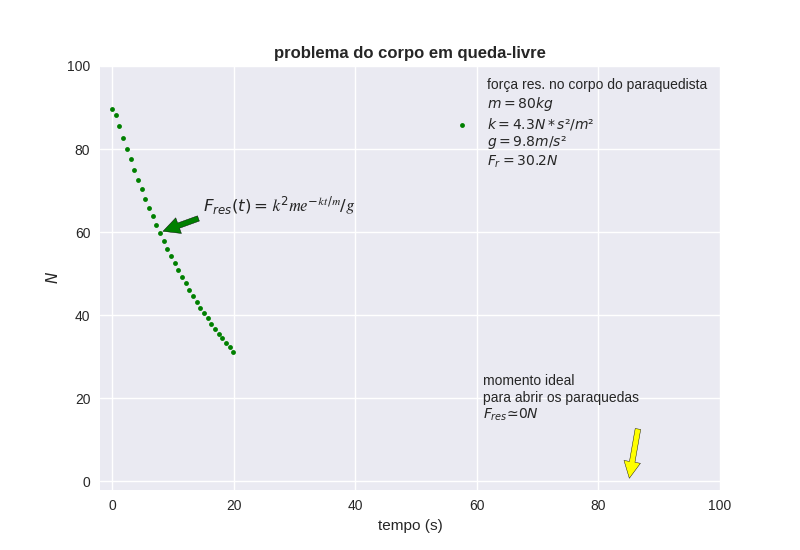 problema do corpo em queda-livre
100
força res. no corpo do paraquedista
m = 80kg
k = 4.3N * s²/m²
g = 9.8m/s²
F_r = 30.2N
80
F_res(t) = k²me^(-kt/m)/g
60
N
40
momento ideal
para abrir os paraquedas
F_res≃0N
20
0
0 20 40 60 80 100
tempo (s)